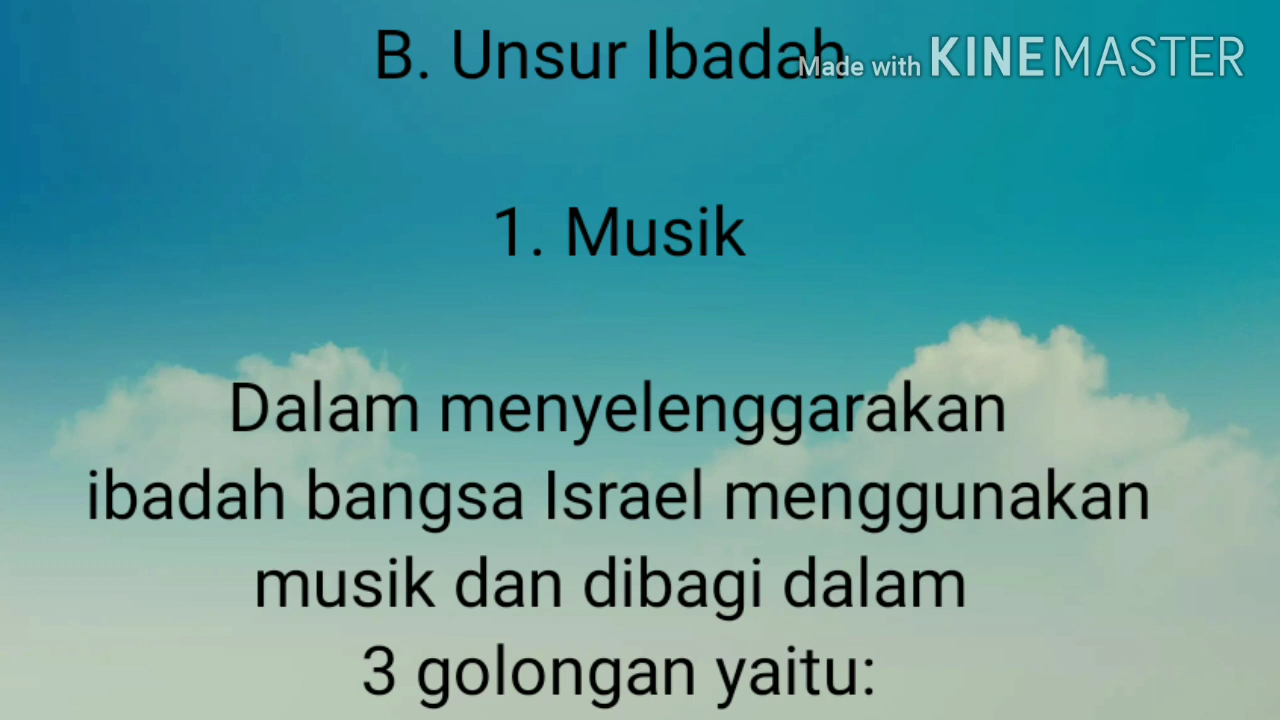 B. Unsur Ibadah.
Made with KINEMASTER
1. Musik
Dalam menyelenggarakan
ibadah bangsa Israel menggunakan
musik dan dibagi dalam
3 golongan yaitu: